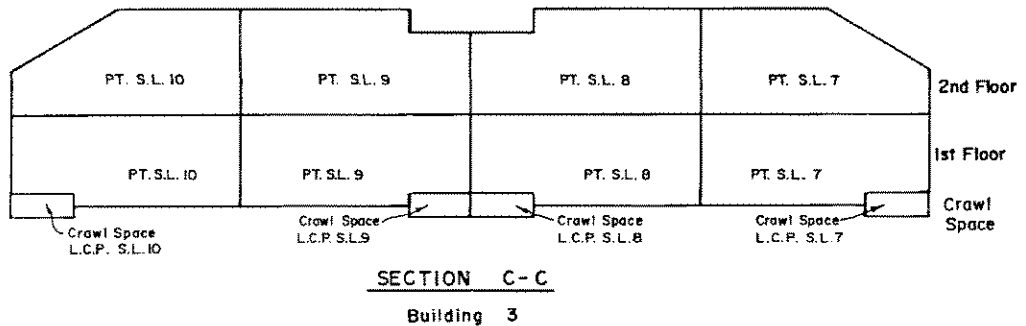 PT. S.L. 10
PT. S.L. 9
PT. S.L. 8
PT. S.L. 7
2nd Floor
PT. S.L. 10
PT. S.L. 9
PT. S.L. 8
PT. S.L. 7
1st Floor
Crawl Space
L.C.P. S.L. 10
Crawl Space
L.C.P. S.L. 9
Crawl Space
L.C.P. S.L. 8
Crawl Space
L.C.P. S.L. 7
Crawl
Space
SECTION C-C
Building 3